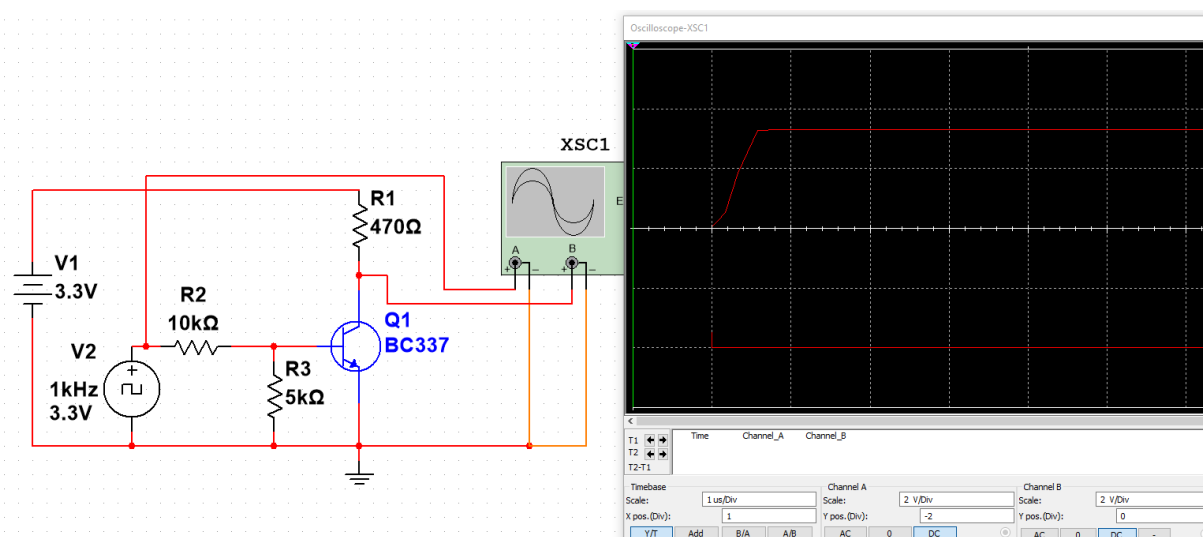 Oscilloscope-XSC1
XSC1
R1
470Ω
A
B
E
+
−
+
−
V1
3.3V
R2
10kΩ
Q1
BC337
V2
+
R3
5kΩ
1kHz
3.3V
T1
T2
T2-T1
Time Channel_A Channel_B
Timebase
Scale: 1 us/Div
X pos.(Div): 1
Y/T Add B/A A/B
Channel A
Scale: 2 V/Div
Y pos.(Div): -2
AC 0 DC
Channel B
Scale: 2 V/Div
Y pos.(Div): 0
AC 0 DC -